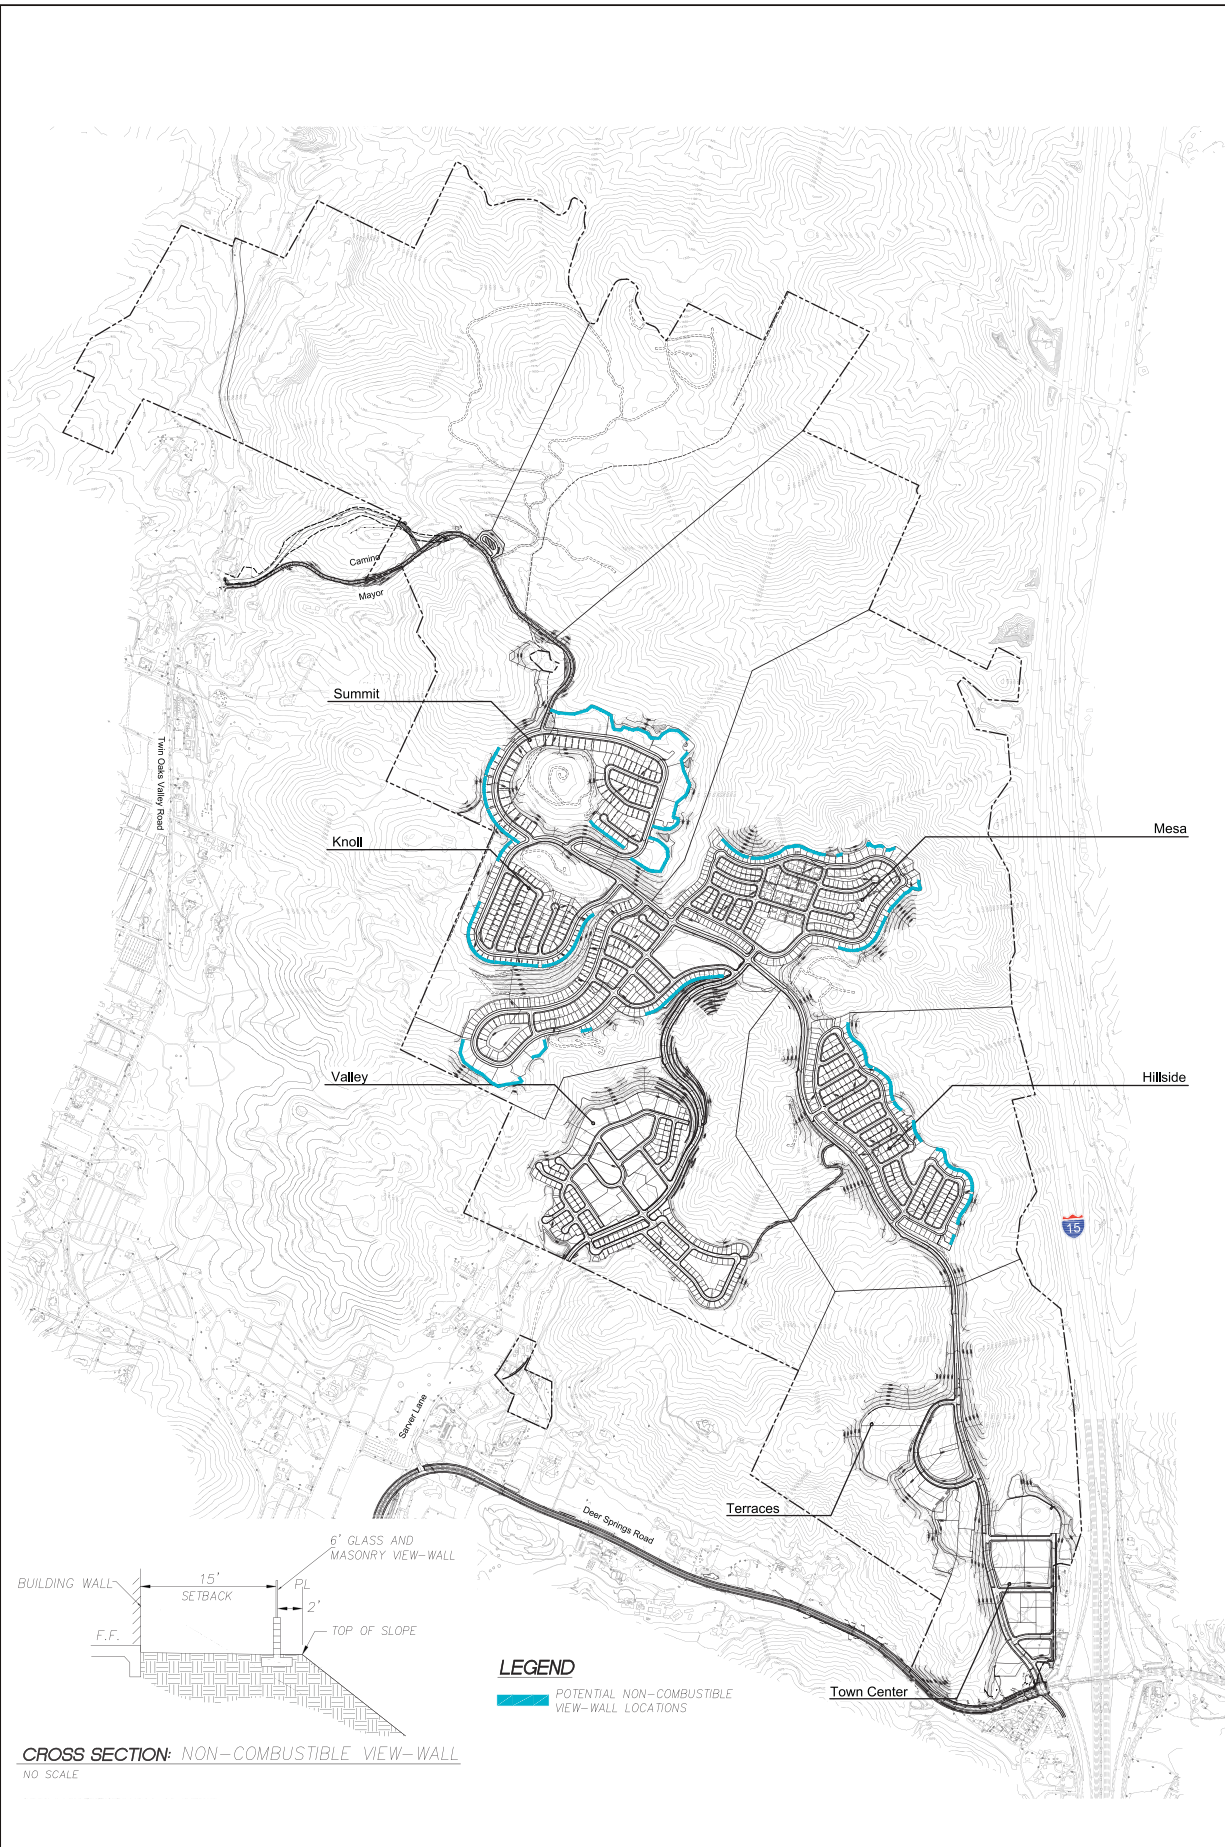 Camino
Mayor
Summit
Twin Oaks Valley Road
Knoll
Mesa
Valley
Hillside
15
Sarver Lane
Terraces
Deer Springs Road
Town Center
6' GLASS AND
MASONRY VIEW-WALL
BUILDING WALL
15'
SETBACK
PL
2'
F.F.
TOP OF SLOPE
LEGEND
POTENTIAL NON-COMBUSTIBLE
VIEW-WALL LOCATIONS
CROSS SECTION: NON-COMBUSTIBLE VIEW-WALL
NO SCALE